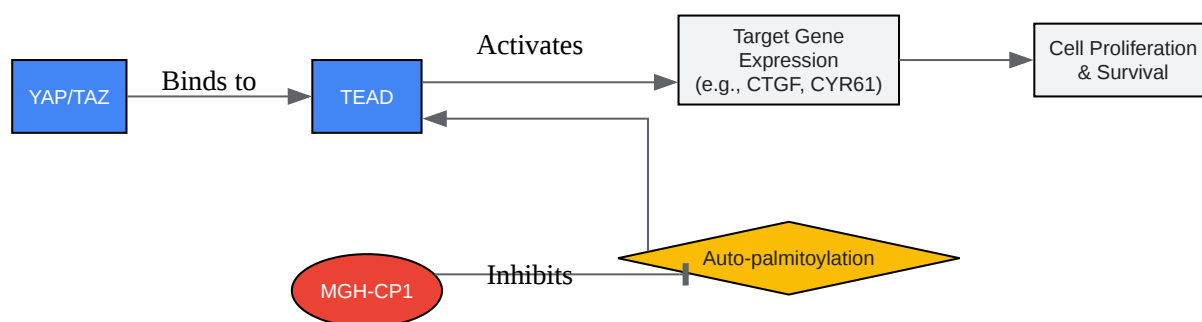 YAP/TAZ
Binds to
TEAD
Activates
Target Gene
Expression
(e.g., CTGF, CYR61)
Cell Proliferation
& Survival
Auto-palmitoylation
Inhibits
MGH-CP1